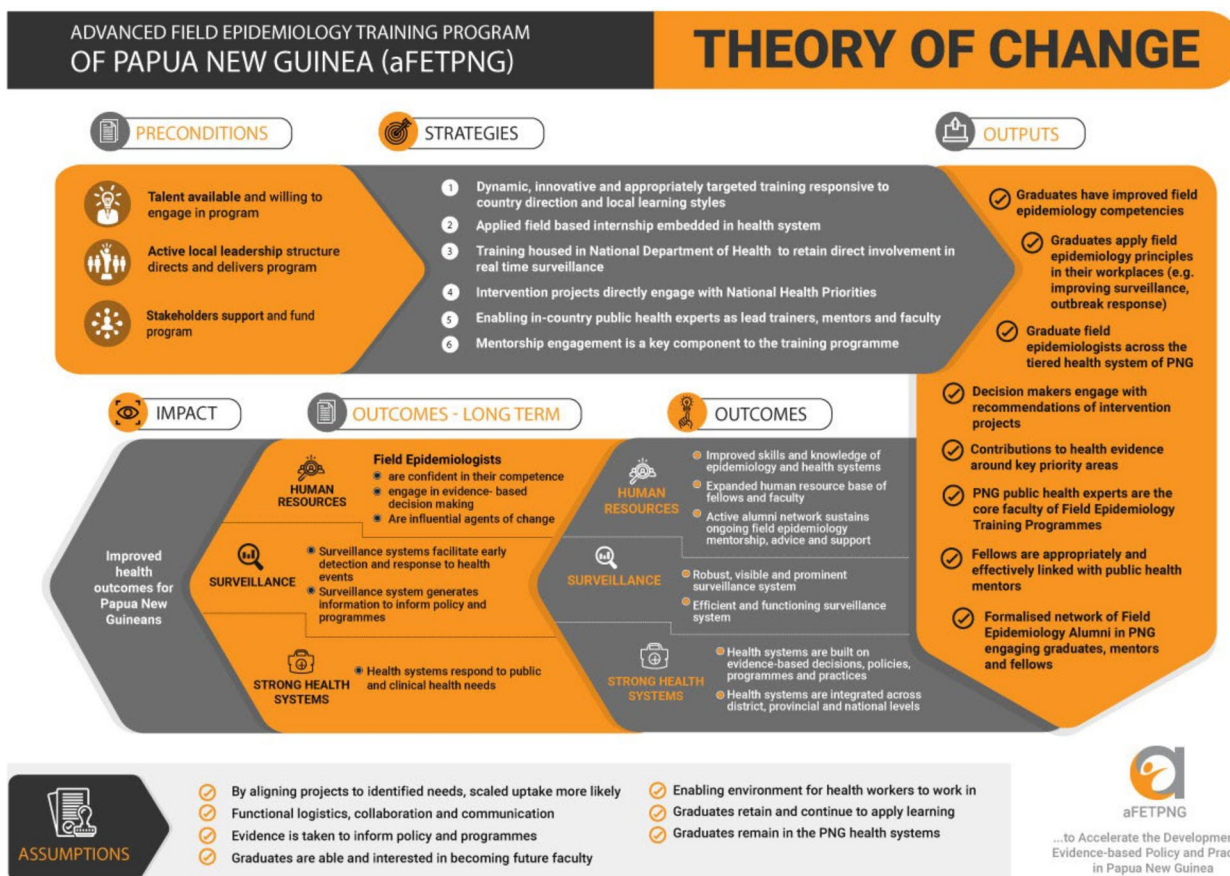 ADVANCED FIELD EPIDEMIOLOGY TRAINING PROGRAM
OF PAPUA NEW GUINEA (aFETPNG)
THEORY OF CHANGE
PRECONDITIONS
Talent available and willing to
engage in program
Active local leadership structure
directs and delivers program
Stakeholders support and fund
program
STRATEGIES
1 Dynamic, innovative and appropriately targeted training responsive to
country direction and local learning styles
2 Applied field based internship embedded in health system
3 Training housed in National Department of Health to retain direct involvement in
real time surveillance
4 Intervention projects directly engage with National Health Priorities
5 Enabling in-country public health experts as lead trainers, mentors and faculty
6 Mentorship engagement is a key component to the training programme
OUTPUTS
Graduates have improved field
epidemiology competencies
Graduates apply field
epidemiology principles
in their workplaces (e.g.
improving surveillance,
outbreak response)
Graduate field
epidemiologists across the
tiered health system of PNG
Decision makers engage with
recommendations of intervention
projects
Contributions to health evidence
around key priority areas
PNG public health experts are the
core faculty of Field Epidemiology
Training Programmes
Fellows are appropriately and
effectively linked with public health
mentors
Formalised network of Field
Epidemiology Alumni in PNG
engaging graduates, mentors
and fellows
OUTCOMES
HUMAN
RESOURCES
Improved skills and knowledge of
epidemiology and health systems
Expanded human resource base of
fellows and faculty
Active alumni network sustains
ongoing field epidemiology
mentorship, advice and support
SURVEILLANCE
Robust, visible and prominent
surveillance system
Efficient and functioning surveillance
system
STRONG HEALTH
SYSTEMS
Health systems are built on
evidence-based decisions, policies,
programmes and practices
Health systems are integrated across
district, provincial and national levels
OUTCOMES - LONG TERM
HUMAN
RESOURCES
Field Epidemiologists
are confident in their competence
engage in evidence- based
decision making
Are influential agents of change
SURVEILLANCE
Surveillance systems facilitate early
detection and response to health
events
Surveillance system generates
information to inform policy and
programmes
STRONG HEALTH
SYSTEMS
Health systems respond to public
and clinical health needs
IMPACT
Improved
health
outcomes for
Papua New
Guineans
ASSUMPTIONS
By aligning projects to identified needs, scaled uptake more likely
Functional logistics, collaboration and communication
Evidence is taken to inform policy and programmes
Graduates are able and interested in becoming future faculty
Enabling environment for health workers to work in
Graduates retain and continue to apply learning
Graduates remain in the PNG health systems
aFETPNG
...to Accelerate the
Evidence-based Policy and
in Papua New Guinea